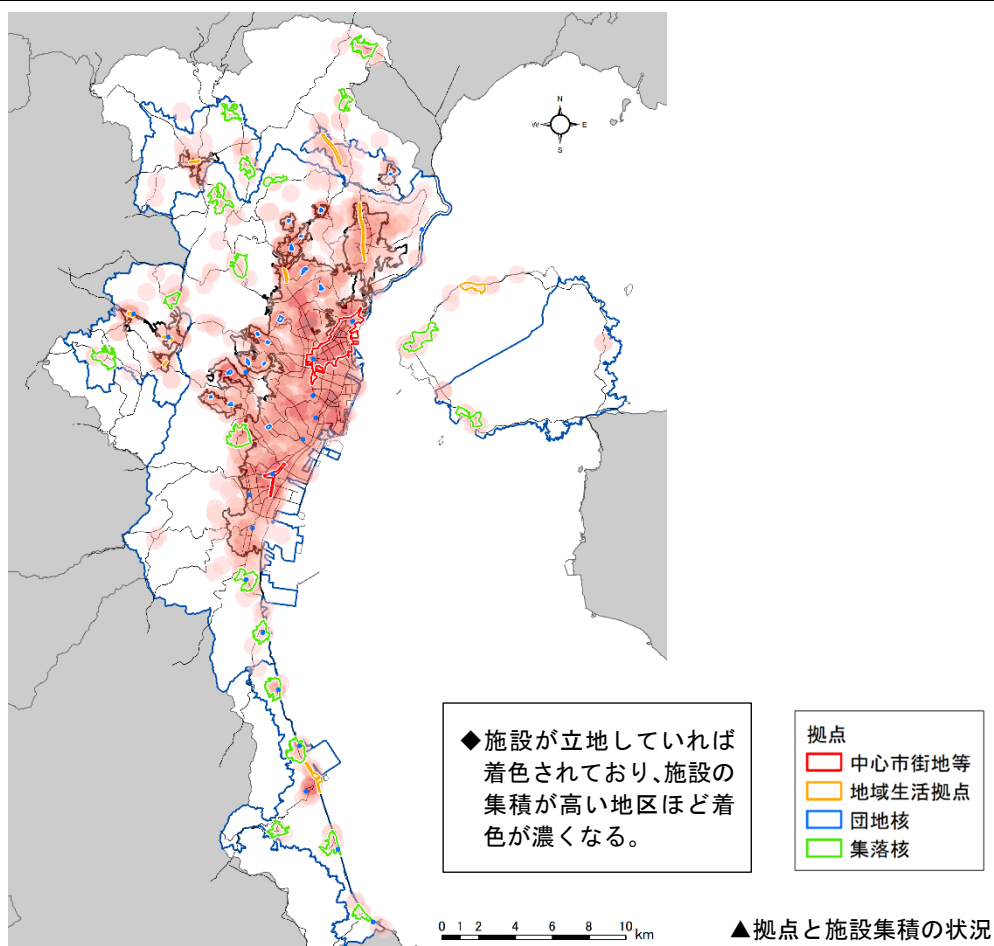 N
W E
S
◆施設が立地していれば
着色されており、施設の
集積が高い地区ほど着
色が濃くなる。
拠点
中心市街地等
地域生活拠点
団地核
集落核
0 1 2 4 6 8 10
km
▲拠点と施設集積の状況